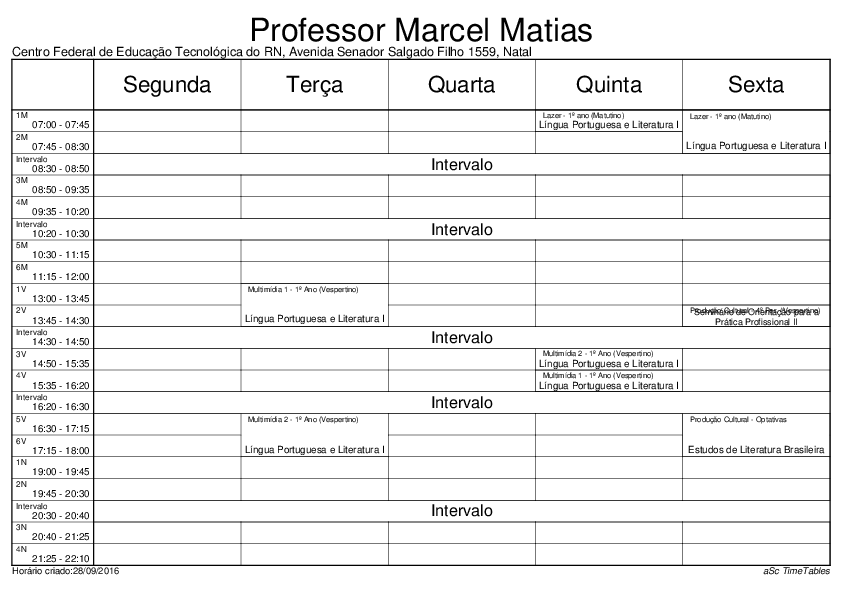 Professor Marcel Matias
Centro Federal de Educação Tecnológica do RN, Avenida Senador Salgado Filho 1559, Natal
Segunda Terça Quarta Quinta Sexta
1M
07:00 - 07:45
Lazer - 1º ano (Matutino)
Língua Portuguesa e Literatura I
Lazer - 1º ano (Matutino)
2M
07:45 - 08:30
Língua Portuguesa e Literatura I
Intervalo
08:30 - 08:50
Intervalo
3M
08:50 - 09:35
4M
09:35 - 10:20
Intervalo
10:20 - 10:30
Intervalo
5M
10:30 - 11:15
6M
11:15 - 12:00
1V
13:00 - 13:45
Multimídia 1 - 1º Ano (Vespertino)
2V
13:45 - 14:30
Língua Portuguesa e Literatura I
Seminário de Orientação para a
Prática Profissional II
Intervalo
14:30 - 14:50
Intervalo
3V
14:50 - 15:35
Multimídia 2 - 1º Ano (Vespertino)
Língua Portuguesa e Literatura I
4V
15:35 - 16:20
Multimídia 1 - 1º Ano (Vespertino)
Língua Portuguesa e Literatura I
Intervalo
16:20 - 16:30
Intervalo
5V
16:30 - 17:15
Multimídia 2 - 1º Ano (Vespertino)
Produção Cultural - Optativas
6V
17:15 - 18:00
Língua Portuguesa e Literatura I
Estudos de Literatura Brasileira
1N
19:00 - 19:45
2N
19:45 - 20:30
Intervalo
20:30 - 20:40
Intervalo
3N
20:40 - 21:25
4N
21:25 - 22:10
Horário criado:28/09/2016
aSc TimeTables